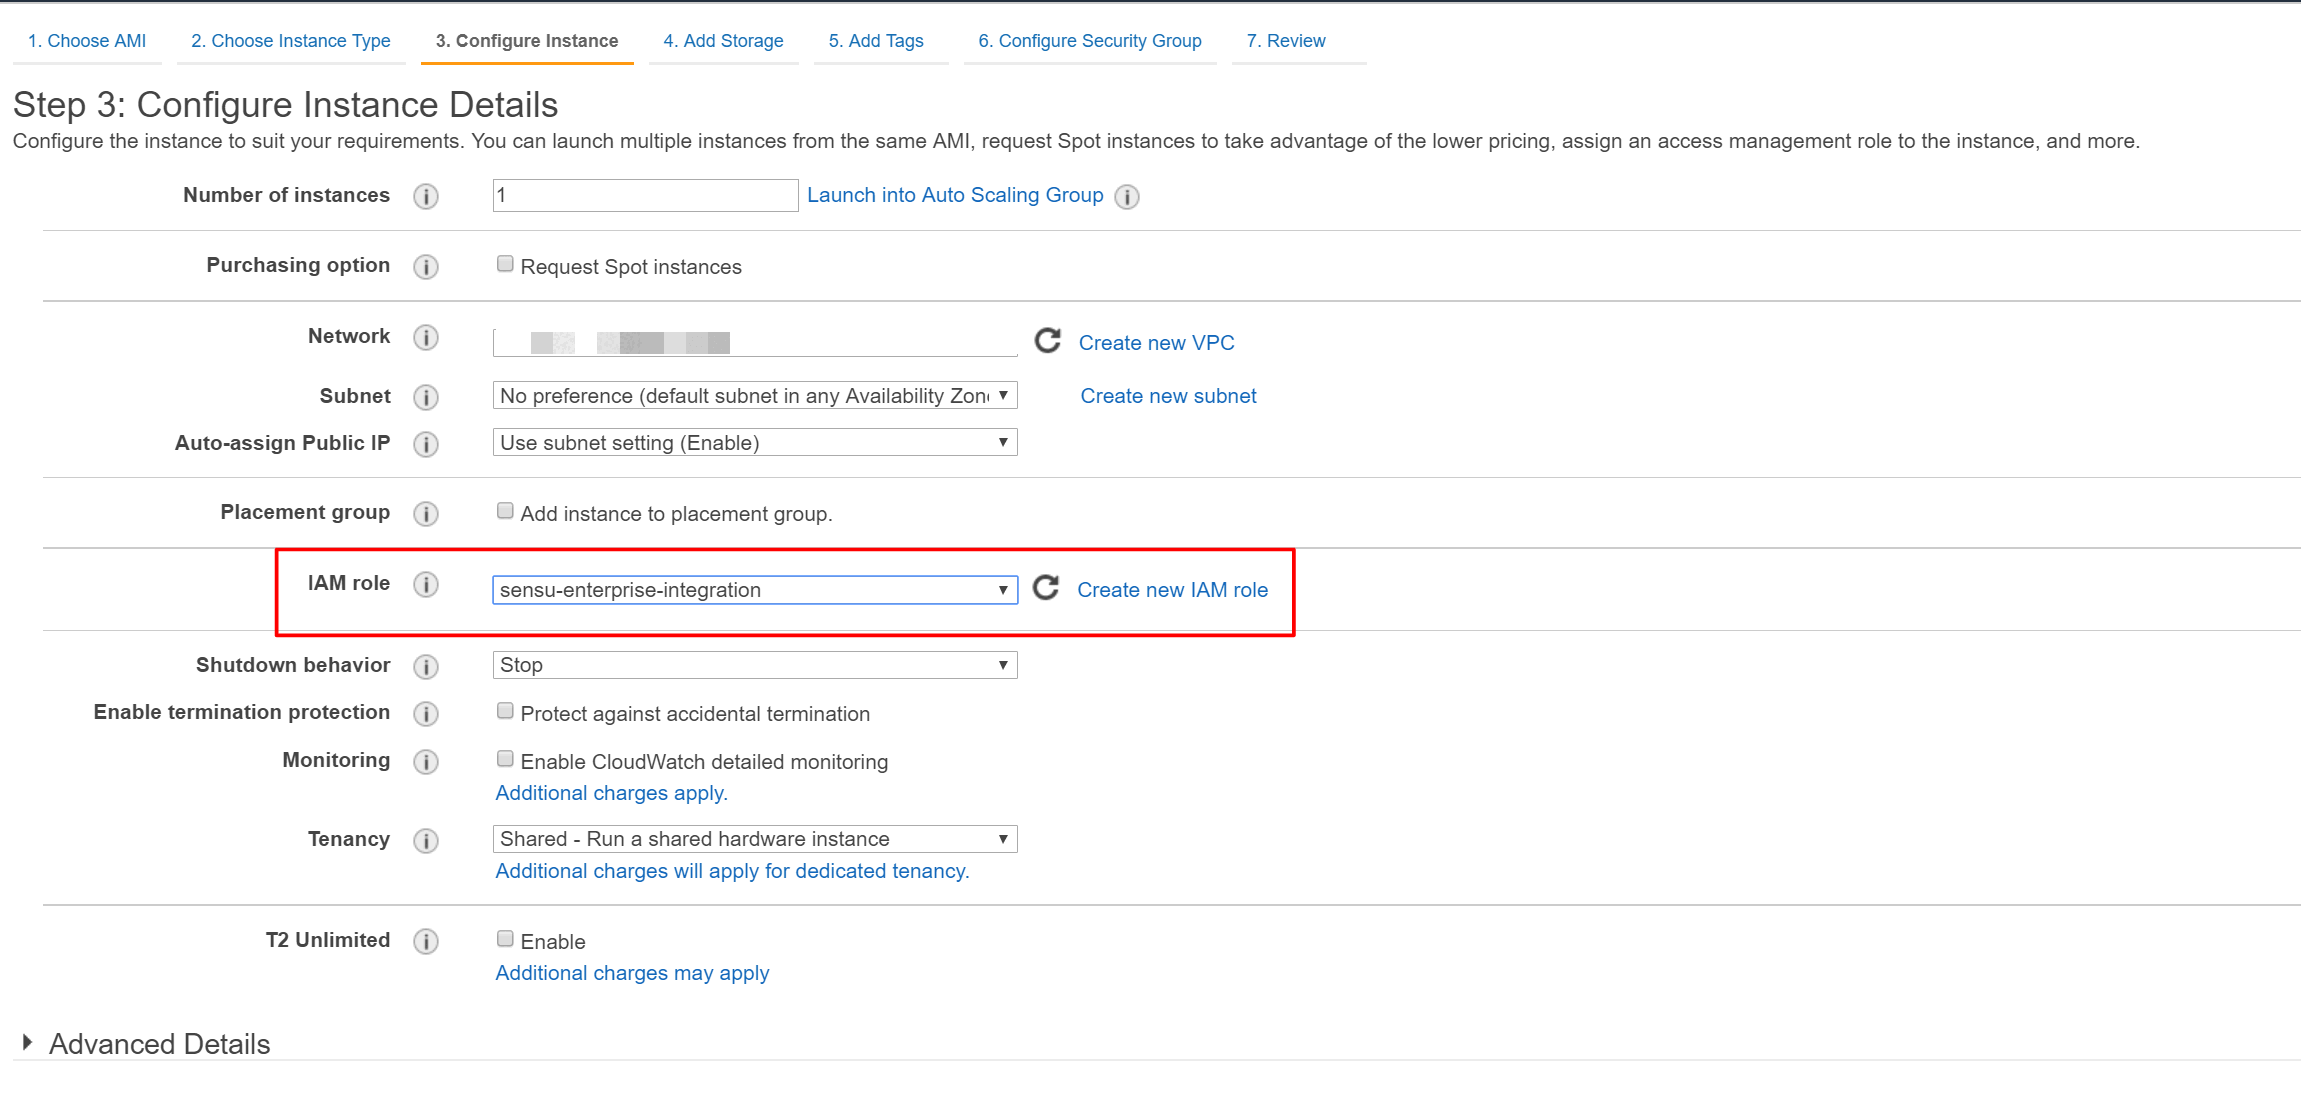 1. Choose AMI 2. Choose Instance Type 3. Configure Instance 4. Add Storage 5. Add Tags 6. Configure Security Group 7. Review
Step 3: Configure Instance Details
Configure the instance to suit your requirements. You can launch multiple instances from the same AMI, request Spot instances to take advantage of the lower pricing, assign an access management role to the instance, and more.
Number of instances 1 Launch into Auto Scaling Group
Purchasing option Request Spot instances
Network Create new VPC
Subnet No preference (default subnet in any Availability Zon Create new subnet
Auto-assign Public IP Use subnet setting (Enable)
Placement group Add instance to placement group.
IAM role sensu-enterprise-integration Create new IAM role
Shutdown behavior Stop
Enable termination protection Protect against accidental termination
Monitoring Enable CloudWatch detailed monitoring
Additional charges apply.
Tenancy Shared - Run a shared hardware instance
Additional charges will apply for dedicated tenancy.
T2 Unlimited Enable
Additional charges may apply
Advanced Details